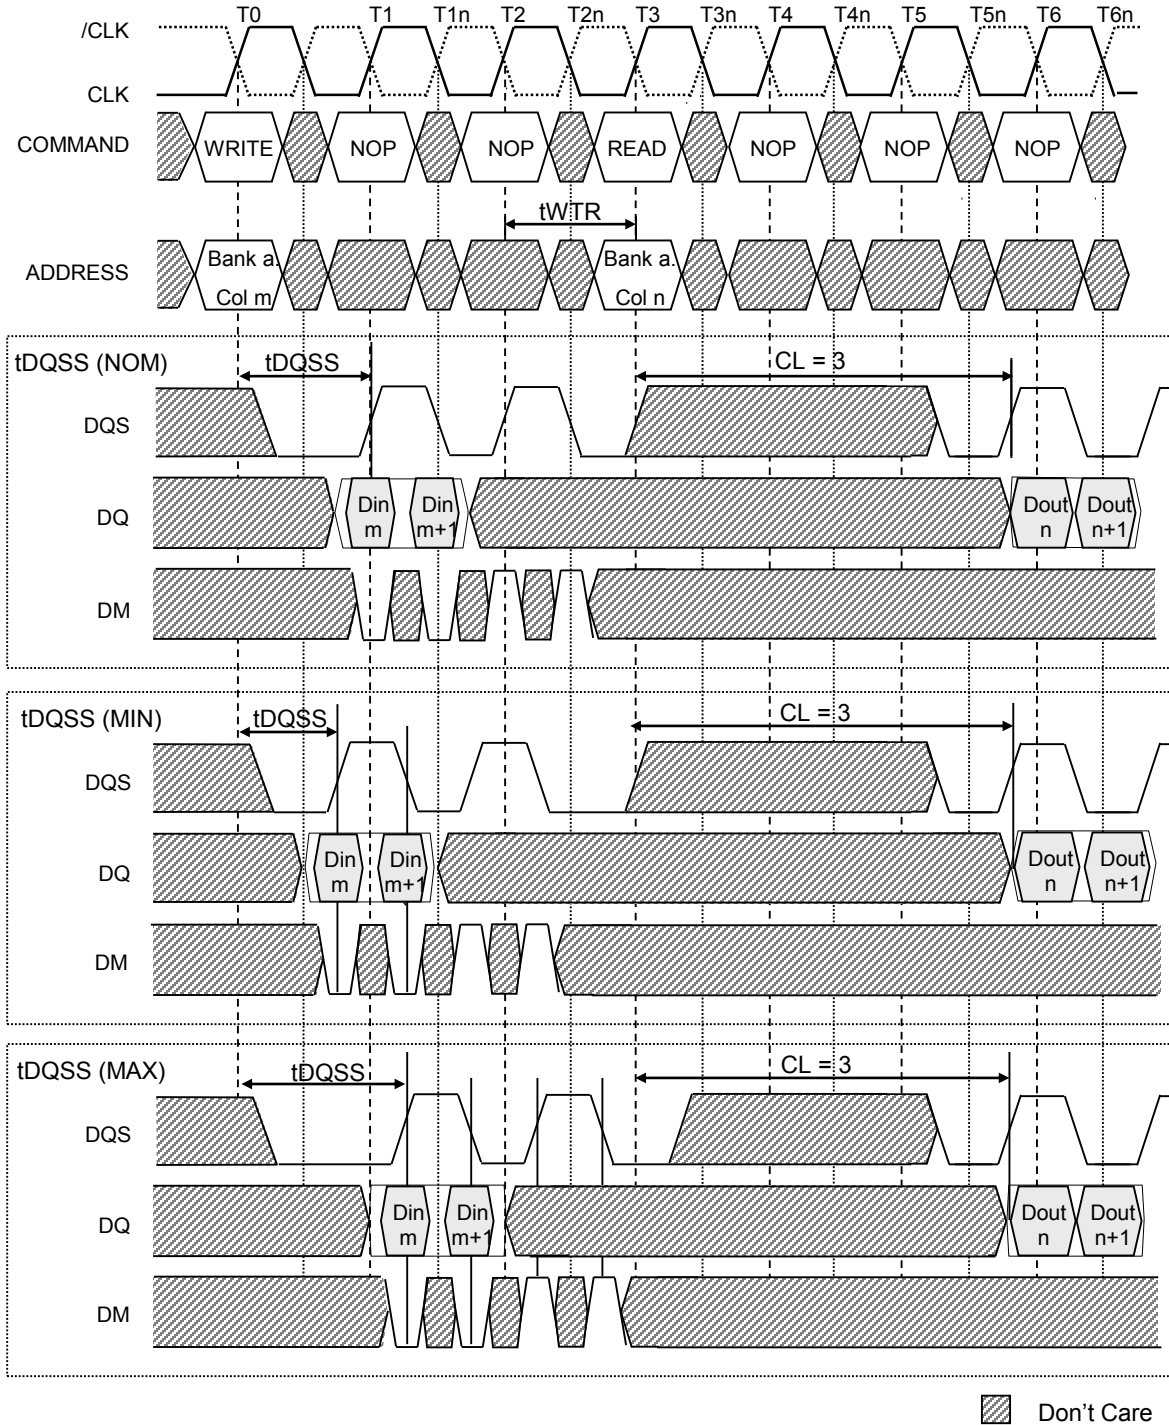 T0 T1 T1n T2 T2n T3 T3n T4 T4n T5 T5n T6 T6n
/CLK
CLK
COMMAND WRITE NOP NOP READ NOP NOP NOP
tWTR
ADDRESS
Bank a. Bank a.
Col m Col n
tDQSS (NOM) tDQSS CL = 3
DQS
DQ
Din Din Dout Dout
m m+1 n n+1
DM
tDQSS (MIN) tDQSS CL = 3
DQS
DQ
Din Din Dout Dout
m m+1 n n+1
DM
tDQSS (MAX) tDQSS CL = 3
DQS
DQ
Din Din Dout Dout
m m+1 n n+1
DM
Don't Care